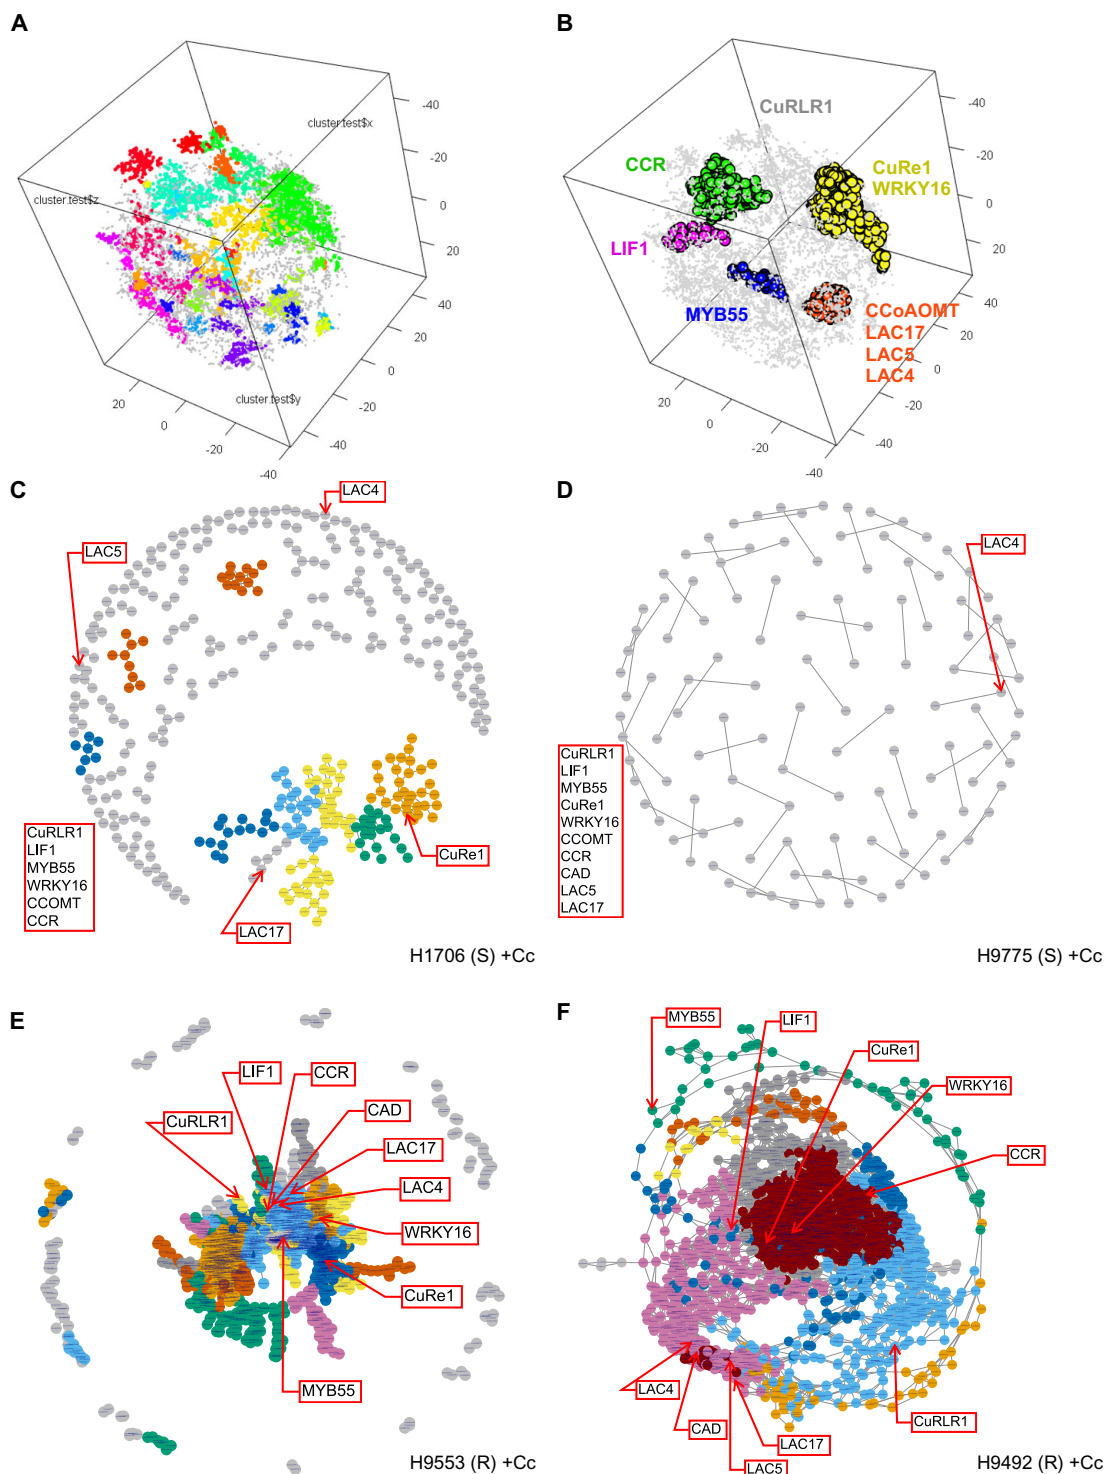 A
cluster.test$x
cluster.test$z
cluster.test$y
-40
-20
0
20
40
20
0
-20
-40
-40
-20
0
B
CuRLR1
CCR
CuRe1
WRKY16
LIF1
MYB55
CCoAOMT
LAC17
LAC5
LAC4
-40
-20
0
20
40
20
0
-20
-40
-40
-20
0
C
LAC4
LAC5
CuRLR1
LIF1
MYB55
WRKY16
CCOMT
CCR
CuRe1
LAC17
H1706 (S) +Cc
D
LAC4
CuRLR1
LIF1
MYB55
CuRe1
WRKY16
CCOMT
CCR
CAD
LAC5
LAC17
H9775 (S) +Cc
E
LIF1
CCR
CAD
CuRLR1
LAC17
LAC4
WRKY16
CuRe1
MYB55
H9553 (R) +Cc
F
MYB55
LIF1
CuRe1
WRKY16
CCR
LAC4
CAD
CuRLR1
LAC17
LAC5
H9492 (R) +Cc